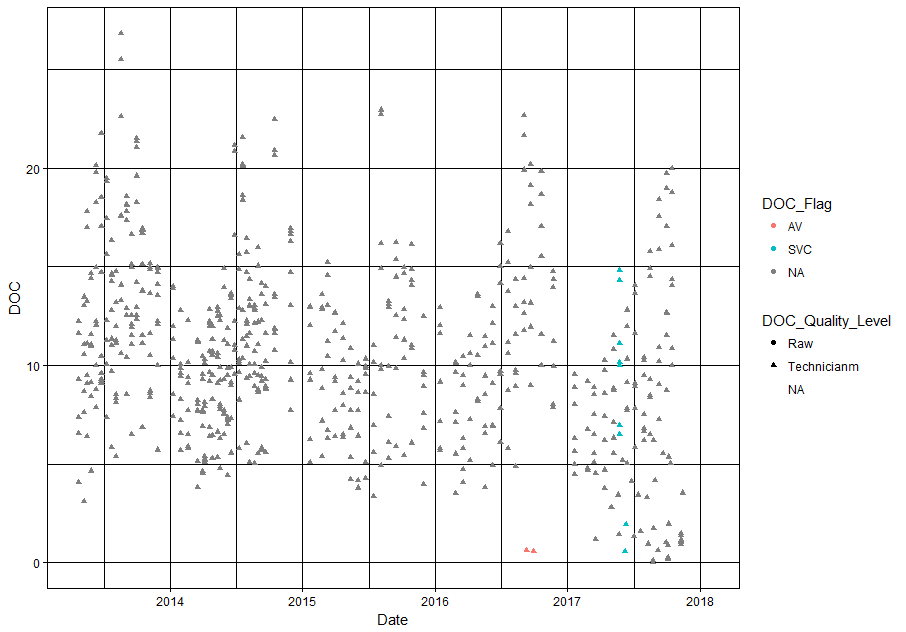 DOC
20
10
0
2014
2015
2016
2017
2018
Date
DOC_Flag
AV
SVC
NA
DOC_Quality_Level
Raw
Technicianm
NA